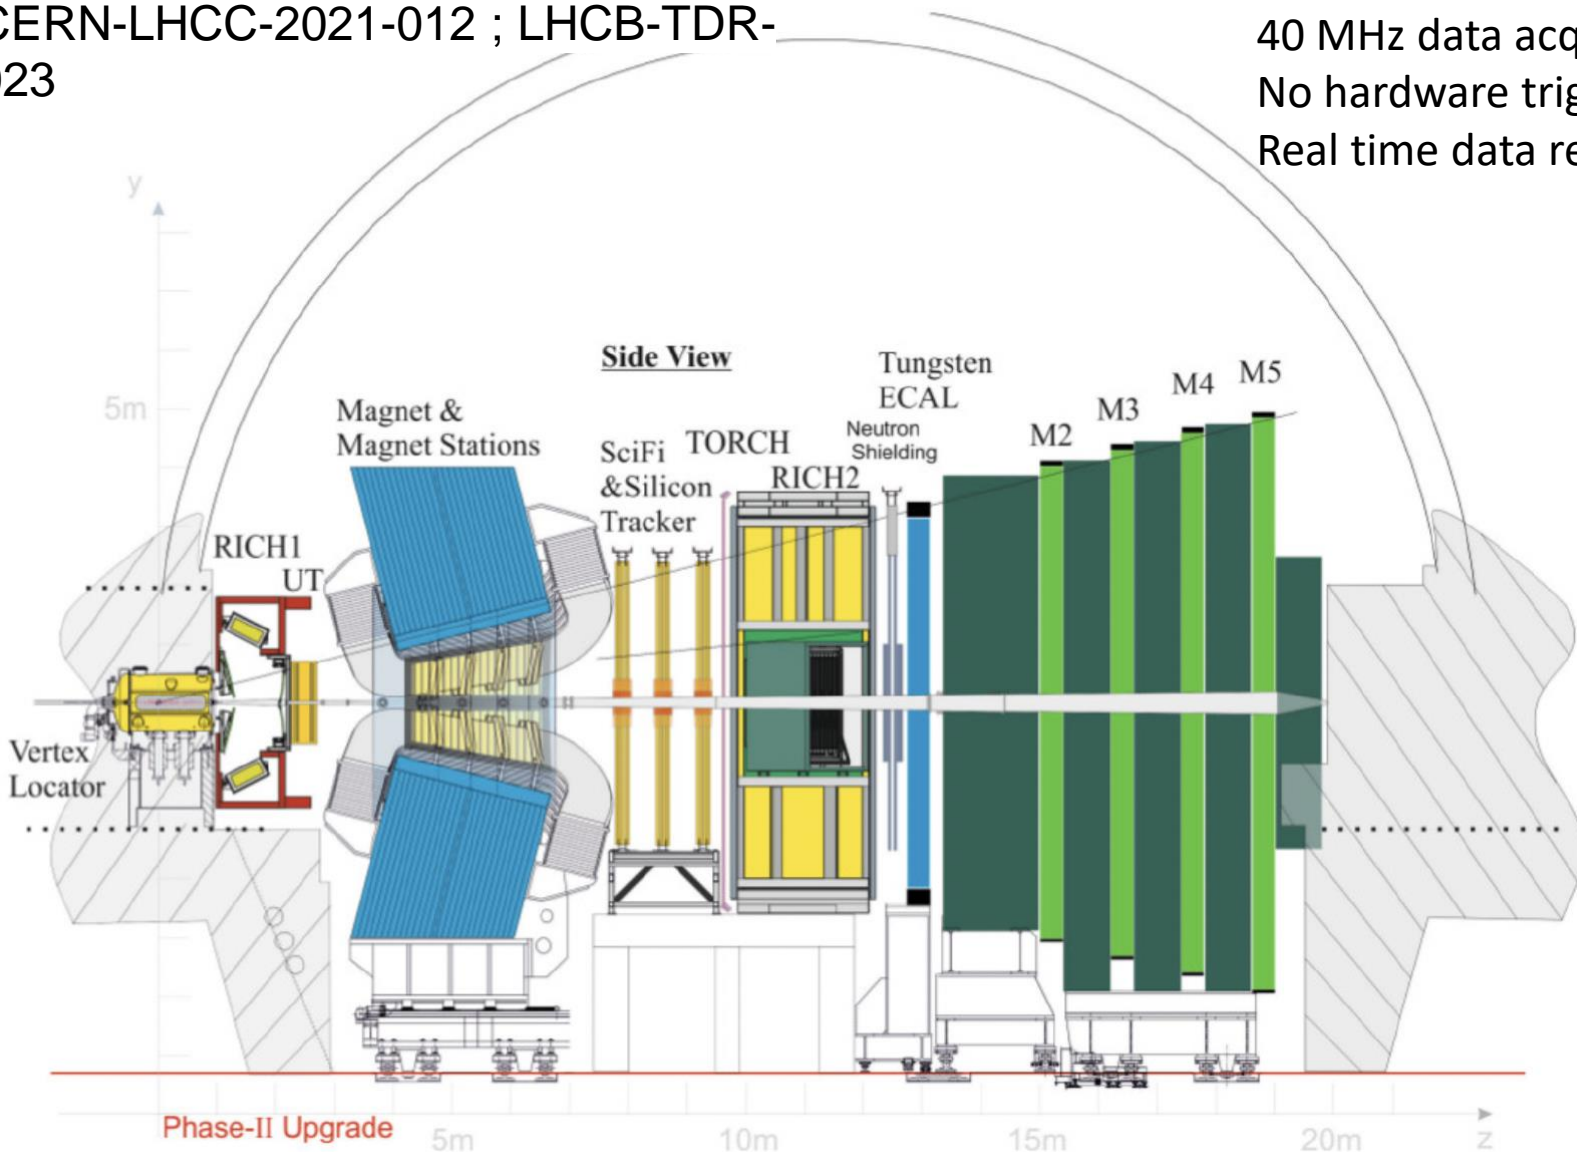 CERN-LHCC-2021-012 ; LHCB-TDR-
023
40 MHz data acq
No hardware trig
Real time data re
y
5m
Side View
Magnet &
Magnet Stations
SciFi
&Silicon
Tracker
TORCH
RICH2
Tungsten
ECAL
Neutron
Shielding
M2
M3
M4
M5
RICH1
UT
Vertex
Locator
Phase-II Upgrade
5m
10m
15m
20m
z